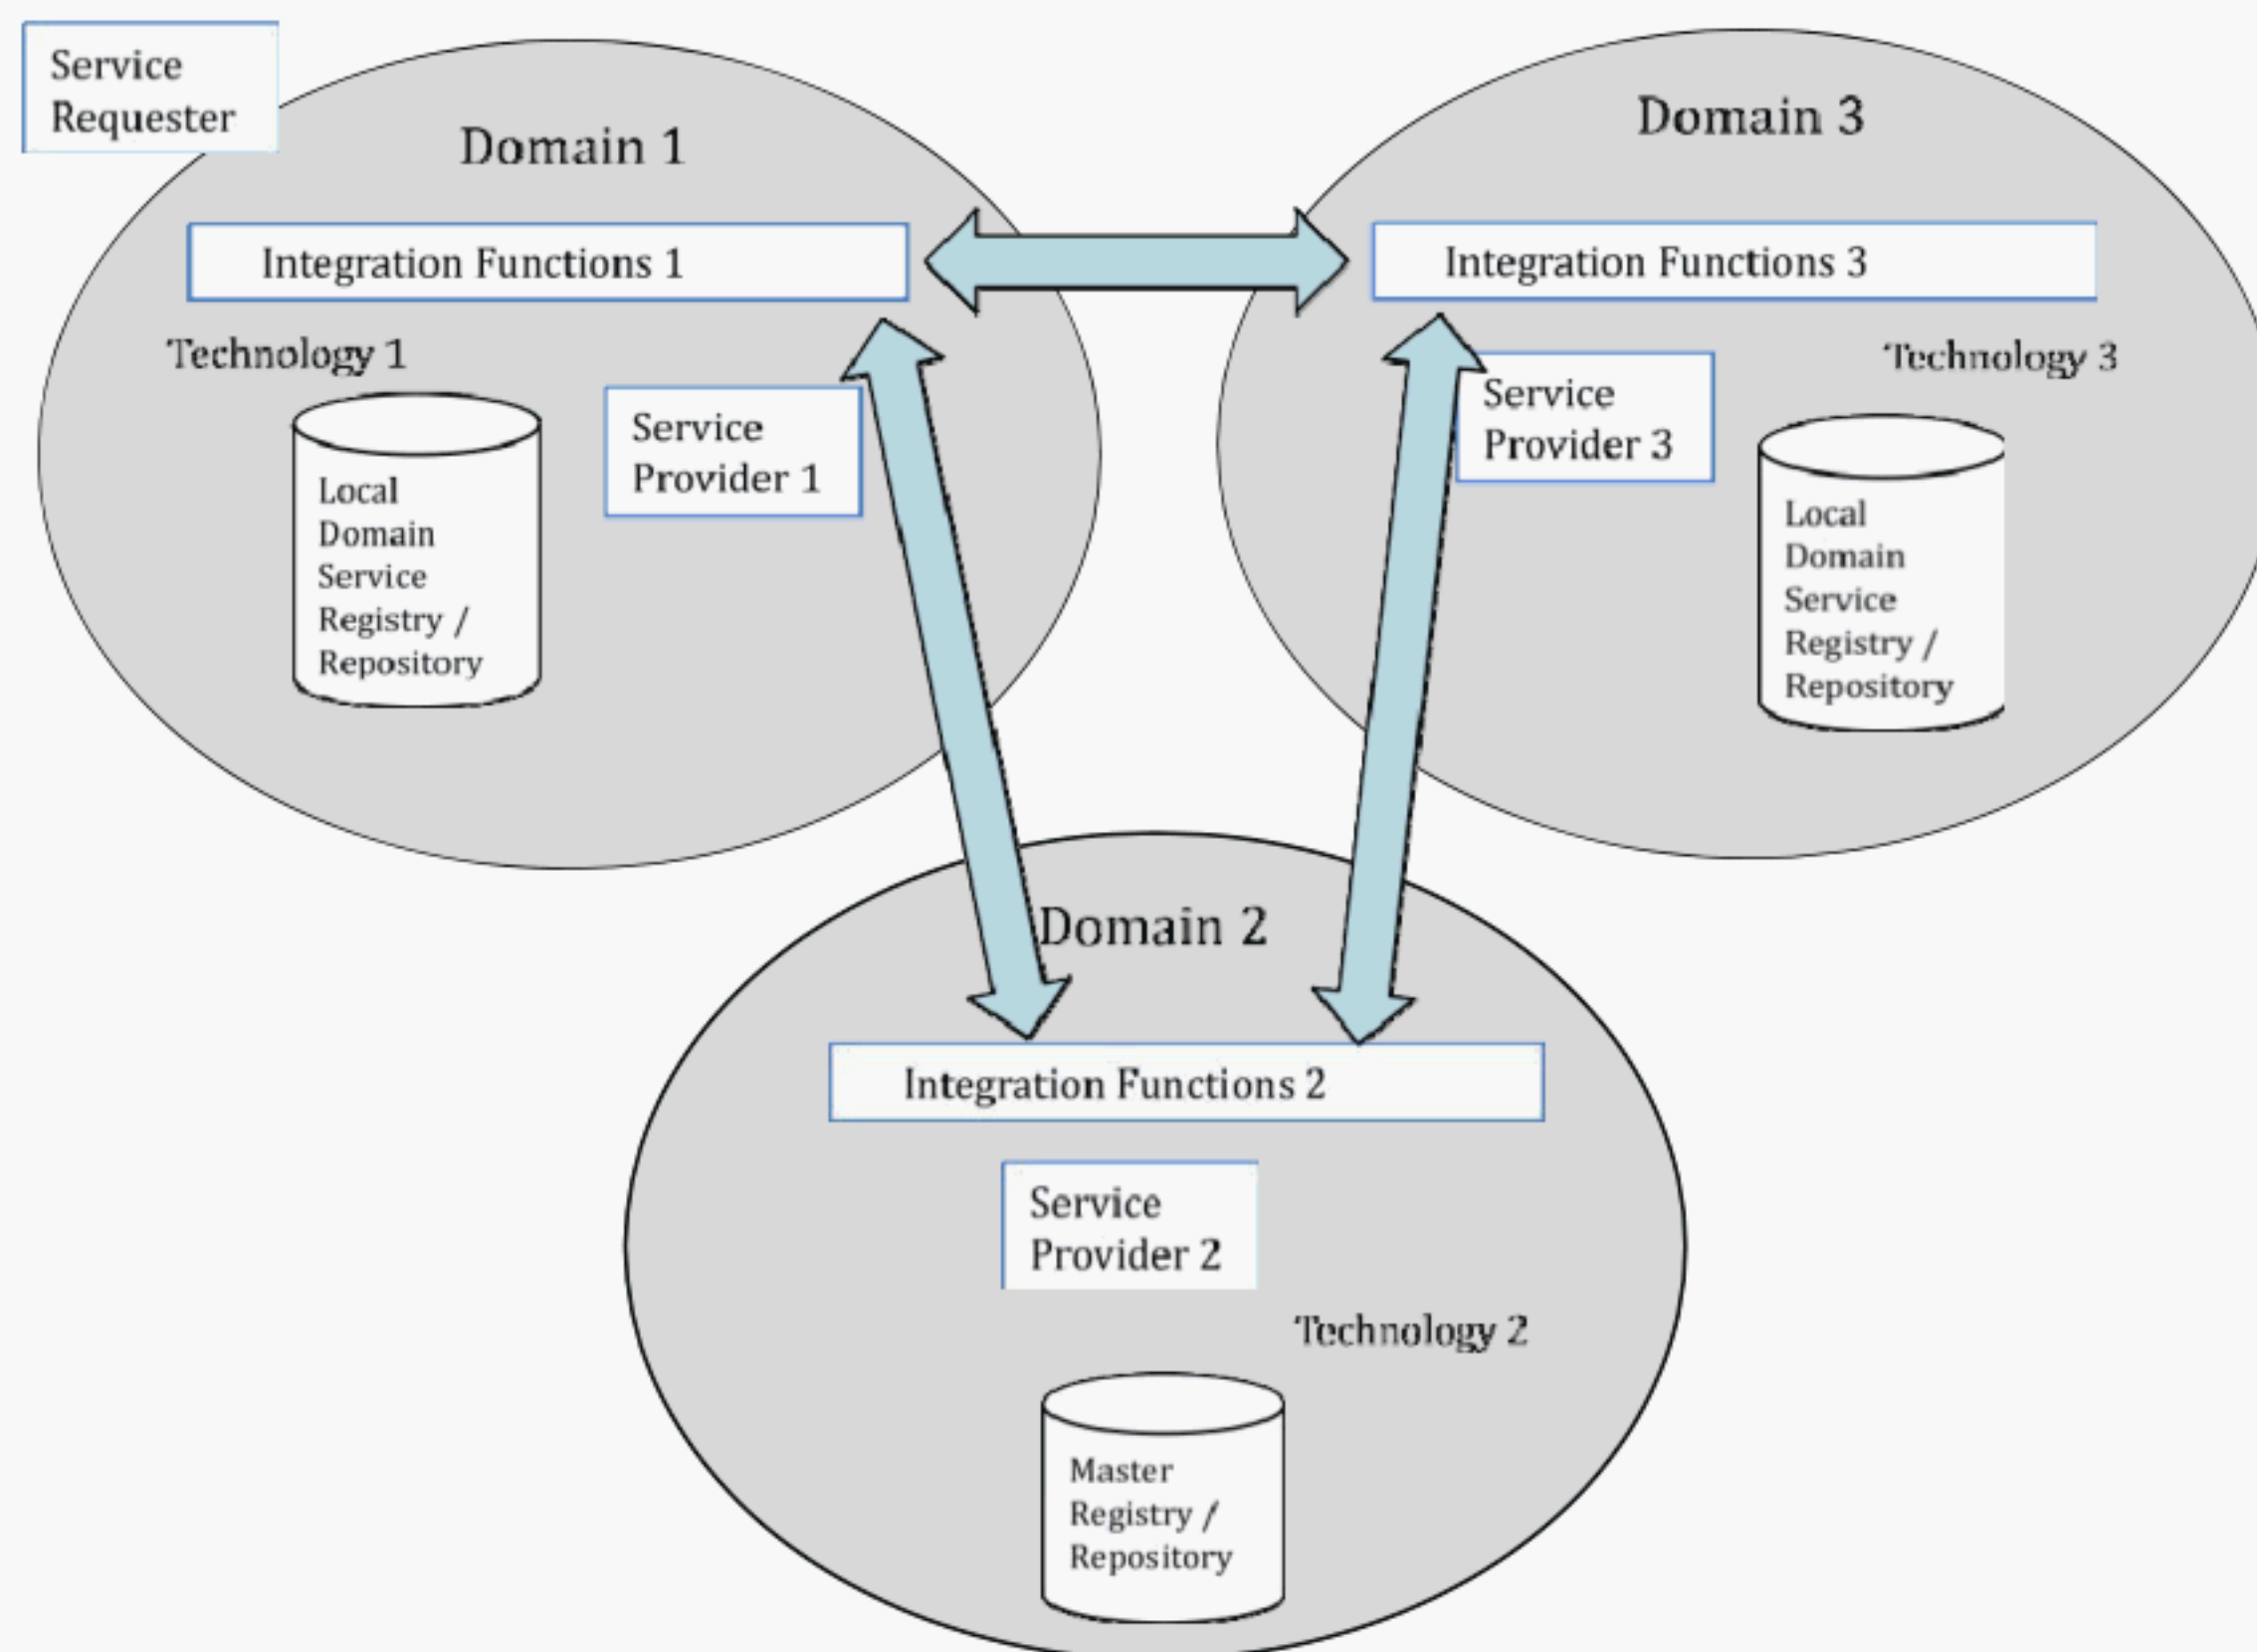 Service
Requester
Domain 1
Integration Functions 1
Technology 1
Local
Domain
Service
Registry /
Repository
Service
Provider 1
Domain 3
Integration Functions 3
Service
Provider 3
Technology 3
Local
Domain
Service
Registry /
Repository
Domain 2
Integration Functions 2
Service
Provider 2
Technology 2
Master
Registry /
Repository